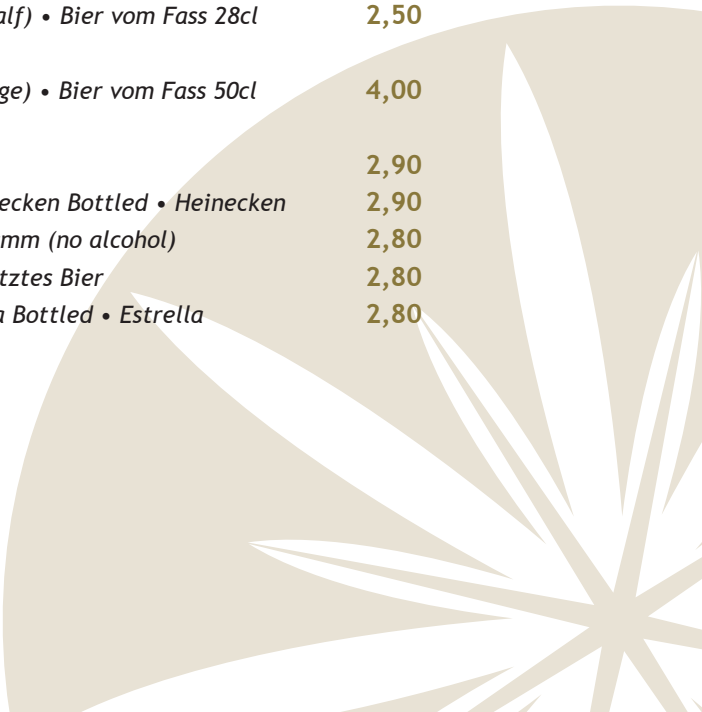 alf) • Bier vom Fass 28cl 2,50
ge) • Bier vom Fass 50cl 4,00
2,90
ecken Bottled • Heinecken 2,90
mm (no alcohol) 2,80
tztes Bier 2,80
a Bottled • Estrella 2,80